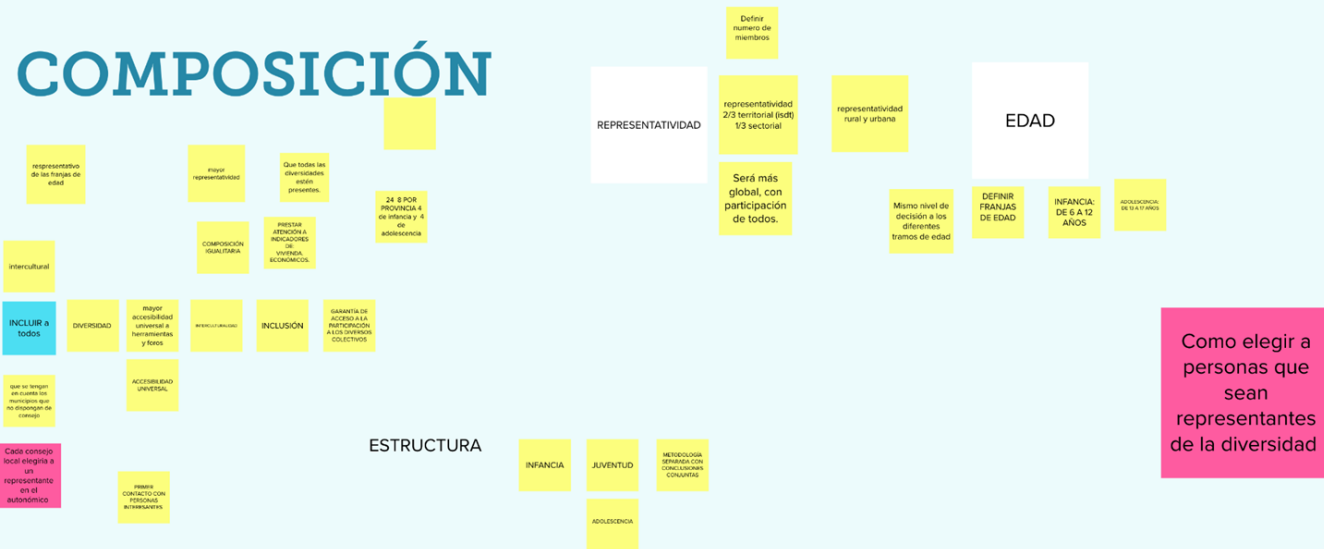 COMPOSICIÓN
respresentativo
de las franjas de
edad
mayor
representatividad
Que todas las
diversidades
estén
presentes.
24 8 POR
PROVINCIA 4
de infancia y 4
de
adolescencia
intercultural
COMPOSICIÓN
IGUALITARIA
PRESTAR
ATENCIÓN A
INDICADORES
DE:
VIVIENDA.
ECONÓMICOS.
INCLUIR a
todos
DIVERSIDAD
mayor
accesibilidad
universal a
herramientas
y foros
INTERCULTURALIDAD
INCLUSIÓN
GARANTÍA DE
ACCESO A LA
PARTICIPACIÓN
A LOS DIVERSOS
COLECTIVOS
ACCESIBILIDAD
UNIVERSAL
que se tengan
en cuenta los
municipios que
no dispongan de
consejo
Cada consejo
local elegiría a
un
representante
en el
autonómico
PRIMER
CONTACTO CON
PERSONAS
INTERESANTES
REPRESENTATIVIDAD
Definir
numero de
miembros
representatividad
2/3 territorial (isdt)
1/3 sectorial
representatividad
rural y urbana
Será más
global, con
participación
de todos.
EDAD
Mismo nivel de
decisión a los
diferentes
tramos de edad
DEFINIR
FRANJAS
DE EDAD
INFANCIA:
DE 6 A 12
AÑOS
ADOLESCENCIA:
DE 13 A 17 AÑOS
Como elegir a
personas que
sean
representantes
de la diversidad
ESTRUCTURA
INFANCIA
JUVENTUD
METODOLOGÍA
SEPARADA CON
CONCLUSIONES
CONJUNTAS
ADOLESCENCIA